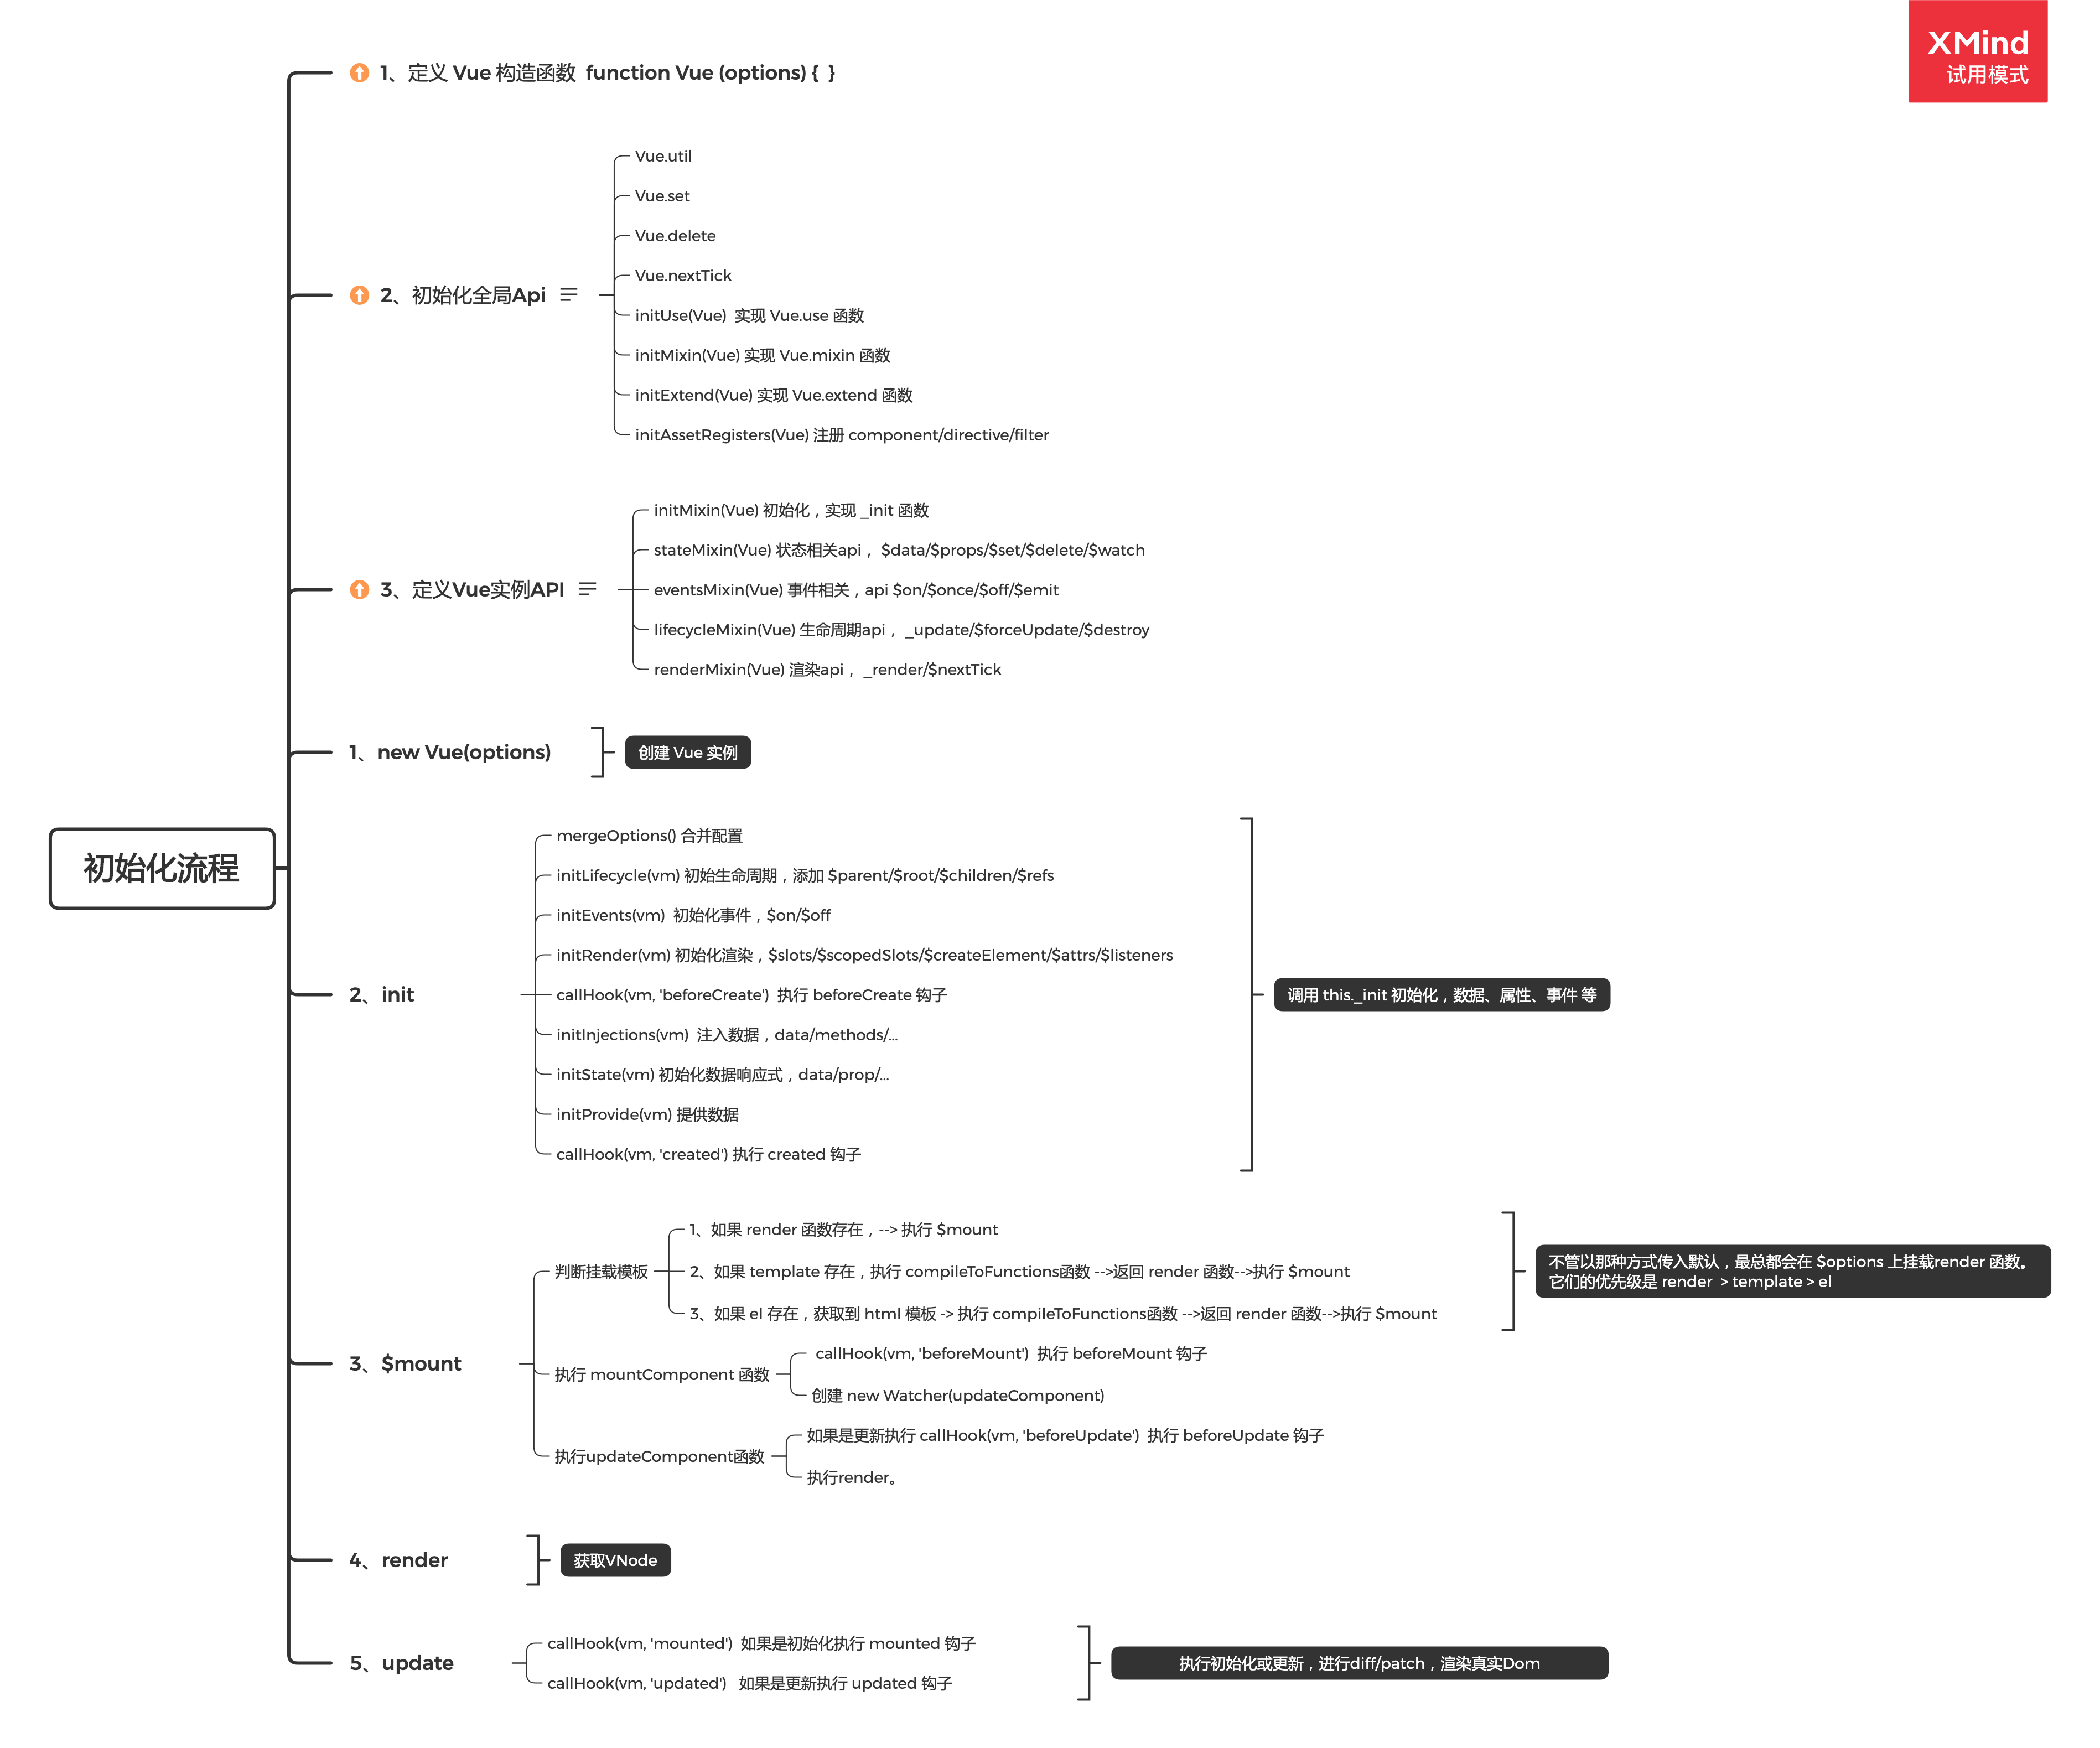 XMind
试用模式
1、定义 Vue 构造函数  function Vue (options) {  }
Vue.util
Vue.set
Vue.delete
Vue.nextTick
2、初始化全局Api
initUse(Vue)  实现 Vue.use 函数
initMixin(Vue) 实现 Vue.mixin 函数
initExtend(Vue) 实现 Vue.extend 函数
initAssetRegisters(Vue) 注册 component/directive/filter
initMixin(Vue) 初始化，实现 _init 函数
stateMixin(Vue) 状态相关api， $data/$props/$set/$delete/$watch
3、定义Vue实例API
eventsMixin(Vue) 事件相关，api $on/$once/$off/$emit
lifecycleMixin(Vue) 生命周期api， _update/$forceUpdate/$destroy
renderMixin(Vue) 渲染api， _render/$nextTick
1、new Vue(options)
创建 Vue 实例
初始化流程
mergeOptions() 合并配置
initLifecycle(vm) 初始生命周期，添加 $parent/$root/$children/$refs
initEvents(vm)  初始化事件，$on/$off
initRender(vm) 初始化渲染，$slots/$scopedSlots/$createElement/$attrs/$listeners
2、init
callHook(vm, 'beforeCreate')  执行 beforeCreate 钩子
initInjections(vm)  注入数据，data/methods/...
initState(vm) 初始化数据响应式，data/prop/...
initProvide(vm) 提供数据
callHook(vm, 'created') 执行 created 钩子
调用 this._init 初始化，数据、属性、事件 等
3、$mount
判断挂载模板
1、如果 render 函数存在，--> 执行 $mount
2、如果 template 存在，执行 compileToFunctions函数 -->返回 render 函数-->执行 $mount
3、如果 el 存在，获取到 html 模板 -> 执行 compileToFunctions函数 -->返回 render 函数-->执行 $mount
不管以那种方式传入默认，最总都会在 $options 上挂载render 函数。
它们的优先级是 render  > template > el
执行 mountComponent 函数
callHook(vm, 'beforeMount')  执行 beforeMount 钩子
创建 new Watcher(updateComponent)
执行updateComponent函数
如果是更新执行 callHook(vm, 'beforeUpdate')  执行 beforeUpdate 钩子
执行render。
4、render
获取VNode
5、update
callHook(vm, 'mounted')  如果是初始化执行 mounted 钩子
callHook(vm, 'updated')   如果是更新执行 updated 钩子
执行初始化或更新，进行diff/patch，渲染真实Dom